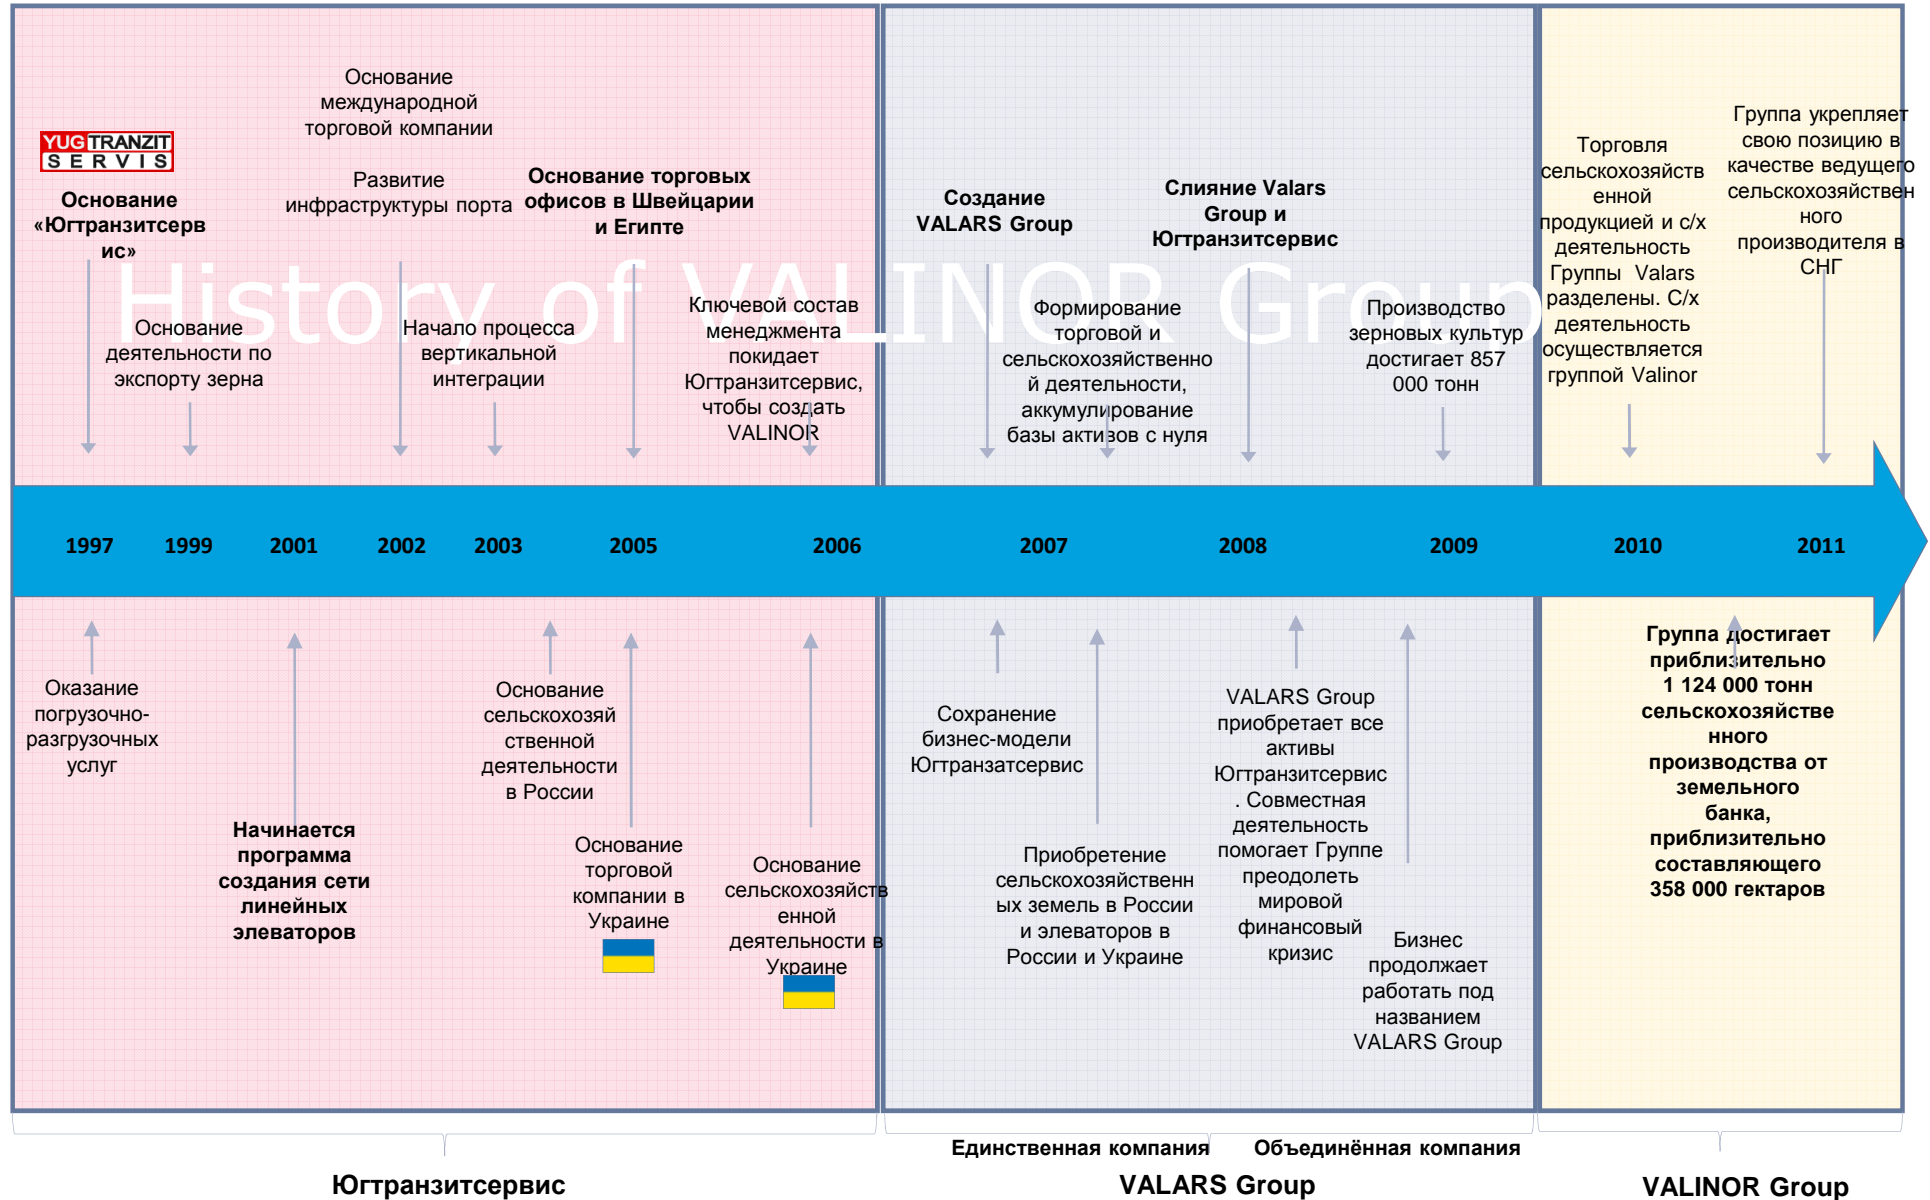 History of VALINOR Group
YUG TRANZIT
SERVIS
Основание
«Югтранзитсерв
ис»
Основание
деятельности по
экспорту зерна
Основание
международной
торговой компании
Развитие
инфраструктуры порта
Начало процесса
вертикальной
интеграции
Основание торговых
офисов в Швейцарии
и Египте
Ключевой состав
менеджмента
покидает
Югтранзитсервис,
чтобы создать
VALINOR
Создание
VALARS Group
Формирование
торговой и
сельскохозяйственно
й деятельности,
аккумулирование
базы активов с нуля
Слияние Valars
Group и
Югтранзитсервис
Производство
зерновых культур
достигает 857
000 тонн
Торговля
сельскохозяйств
енной
продукцией и с/х
деятельность
Группы Valars
разделены. С/х
деятельность
осуществляется
группой Valinor
Группа укрепляет
свою позицию в
качестве ведущего
сельскохозяйствен
ного
производителя в
СНГ
1997 1999 2001 2002 2003 2005 2006 2007 2008 2009 2010 2011
Оказание
погрузочно-
разгрузочных
услуг
Начинается
программа
создания сети
линейных
элеваторов
Основание
сельскохозяй
ственной
деятельности
в России
Основание
торговой
компании в
Украине
Основание
сельскохозяйств
енной
деятельности в
Украине
Сохранение
бизнес-модели
Югтранзатсервис
Приобретение
сельскохозяйственн
ых земель в России
и элеваторов в
России и Украине
VALARS Group
приобретает все
активы
Югтранзитсервис
. Совместная
деятельность
помогает Группе
преодолеть
мировой
финансовый
кризис
Бизнес
продолжает
работать под
названием
VALARS Group
Группа достигает
приблизительно
1 124 000 тонн
сельскохозяйстве
нного
производства от
земельного
банка,
приблизительно
составляющего
358 000 гектаров
Единственная компания Объединённая компания
Югтранзитсервис VALARS Group VALINOR Group